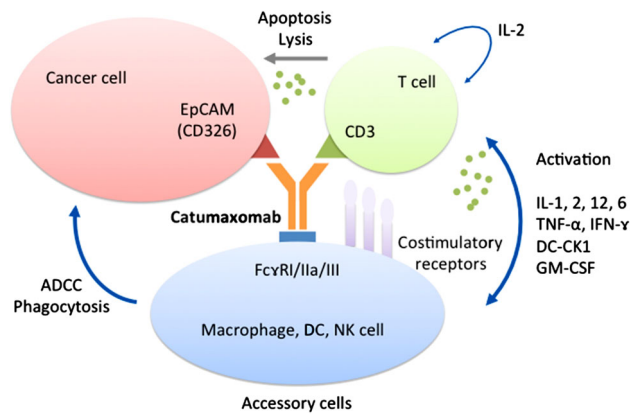 Apoptosis
Lysis
IL-2
Cancer cell
T cell
EpCAM
(CD326)
CD3
Activation
Catumaxomab
IL-1, 2, 12, 6
TNF-α, IFN-ɤ
DC-CK1
GM-CSF
Costimulatory
receptors
FcɤRI/IIa/III
ADCC
Phagocytosis
Macrophage, DC, NK cell
Accessory cells